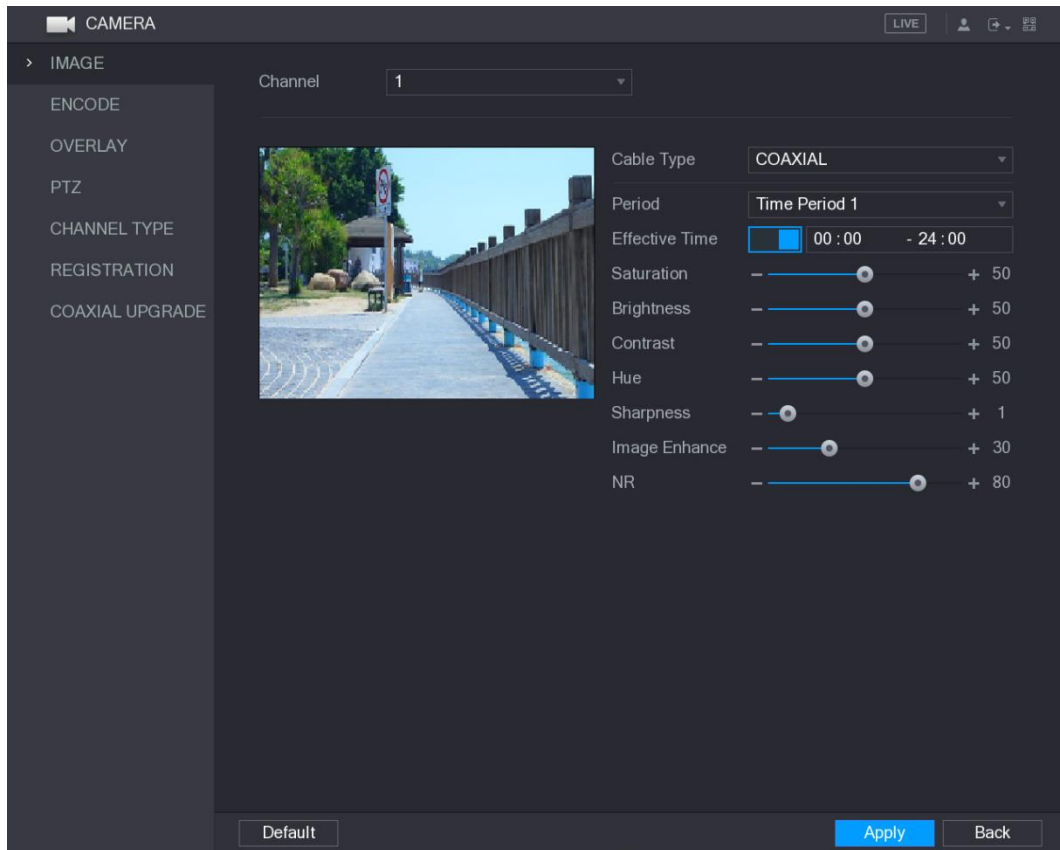 CAMERA
LIVE
IMAGE
ENCODE
OVERLAY
PTZ
CHANNEL TYPE
REGISTRATION
COAXIAL UPGRADE
Channel 1
Cable Type COAXIAL
Period Time Period 1
Effective Time 00 : 00 - 24 : 00
Saturation 50
Brightness 50
Contrast 50
Hue 50
Sharpness 1
Image Enhance 30
NR 80
Default Apply Back